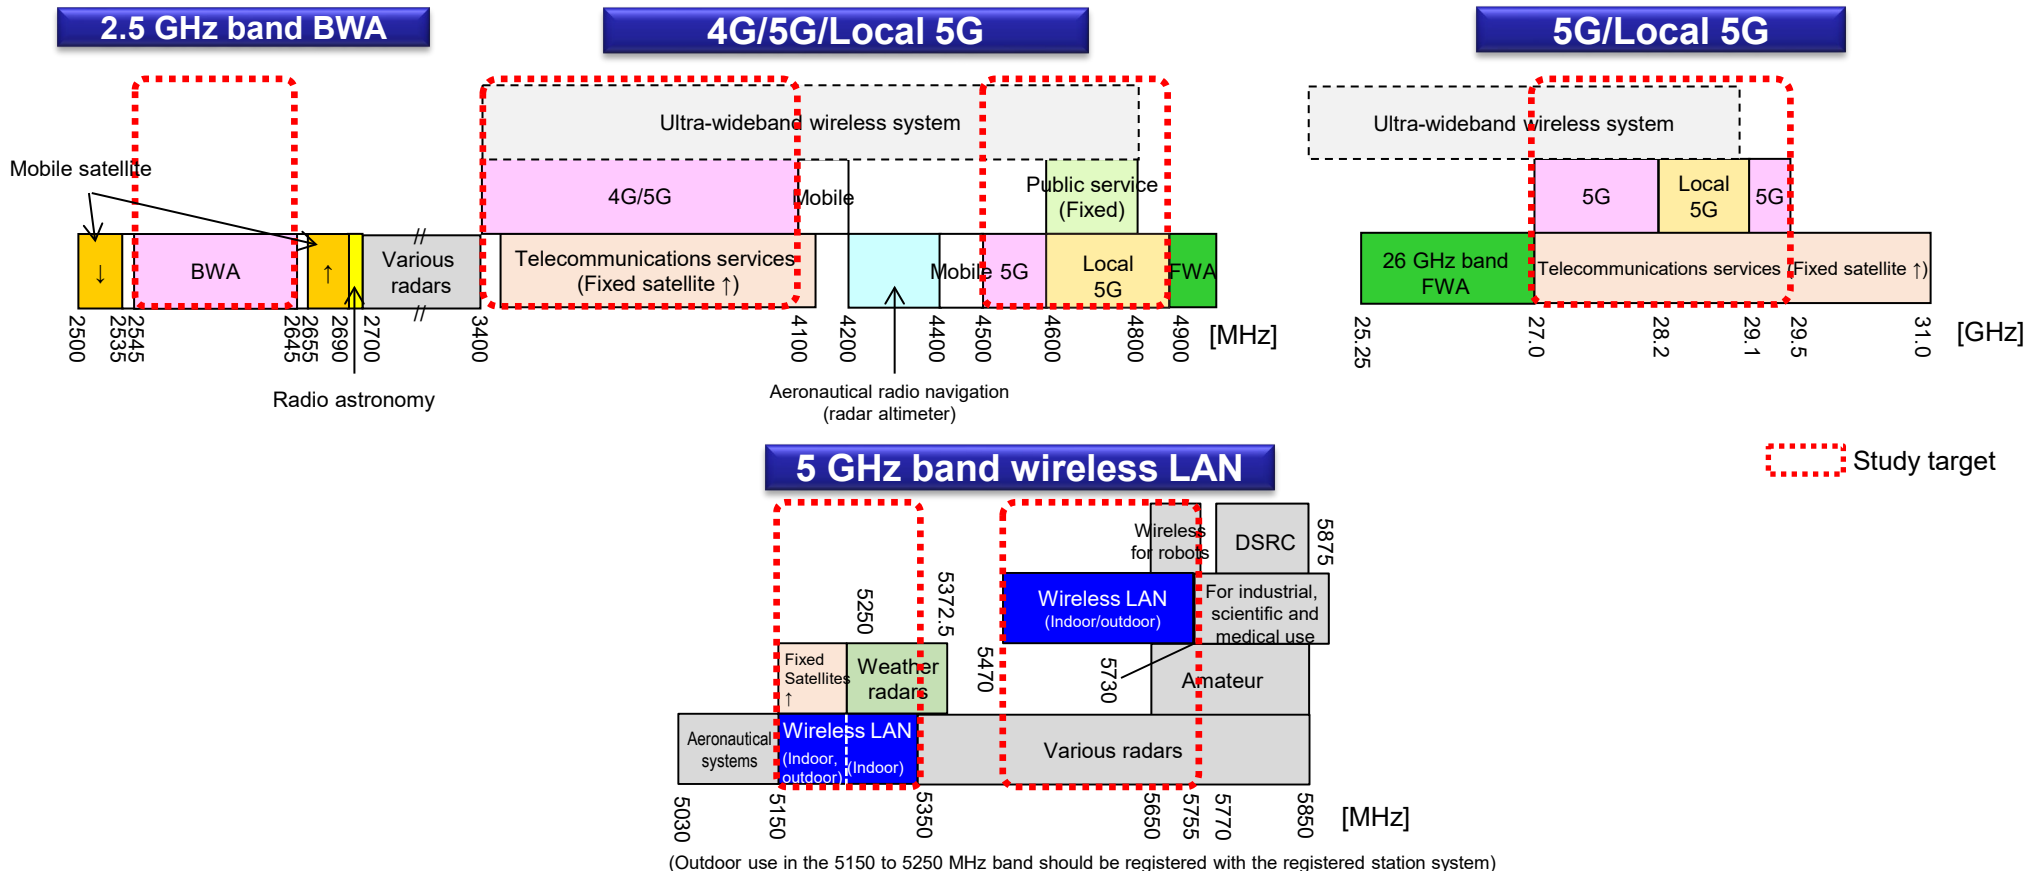 2.5 GHz band BWA
4G/5G/Local 5G
5G/Local 5G
Ultra-wideband wireless system
Ultra-wideband wireless system
Mobile satellite
4G/5G
Mobile
Public service
(Fixed)
5G
Local
5G
5G
↓
BWA
↑
Various
radars
//
//
Telecommunications services
(Fixed satellite ↑)
Mobile
5G
Local
5G
FWA
26 GHz band
FWA
Telecommunications services (Fixed satellite ↑)
2500
2535
2545
2645
2655
2690
2700
3400
4100
4200
4400
4500
4600
4800
4900
[MHz]
25.25
27.0
28.2
29.1
29.5
31.0
[GHz]
Radio astronomy
Aeronautical radio navigation
(radar altimeter)
5 GHz band wireless LAN
Study target
Wireless
for robots
DSRC
5875
Wireless LAN
(Indoor/outdoor)
For industrial,
scientific and
medical use
5250
5372.5
5470
5730
Fixed
Satellites
↑
Weather
radars
Amateur
Aeronautical
systems
Wireless LAN
(Indoor,
outdoor)
(Indoor)
Various radars
5030
5150
5350
5650
5755
5770
5850
[MHz]
(Outdoor use in the 5150 to 5250 MHz band should be registered with the registered station system)